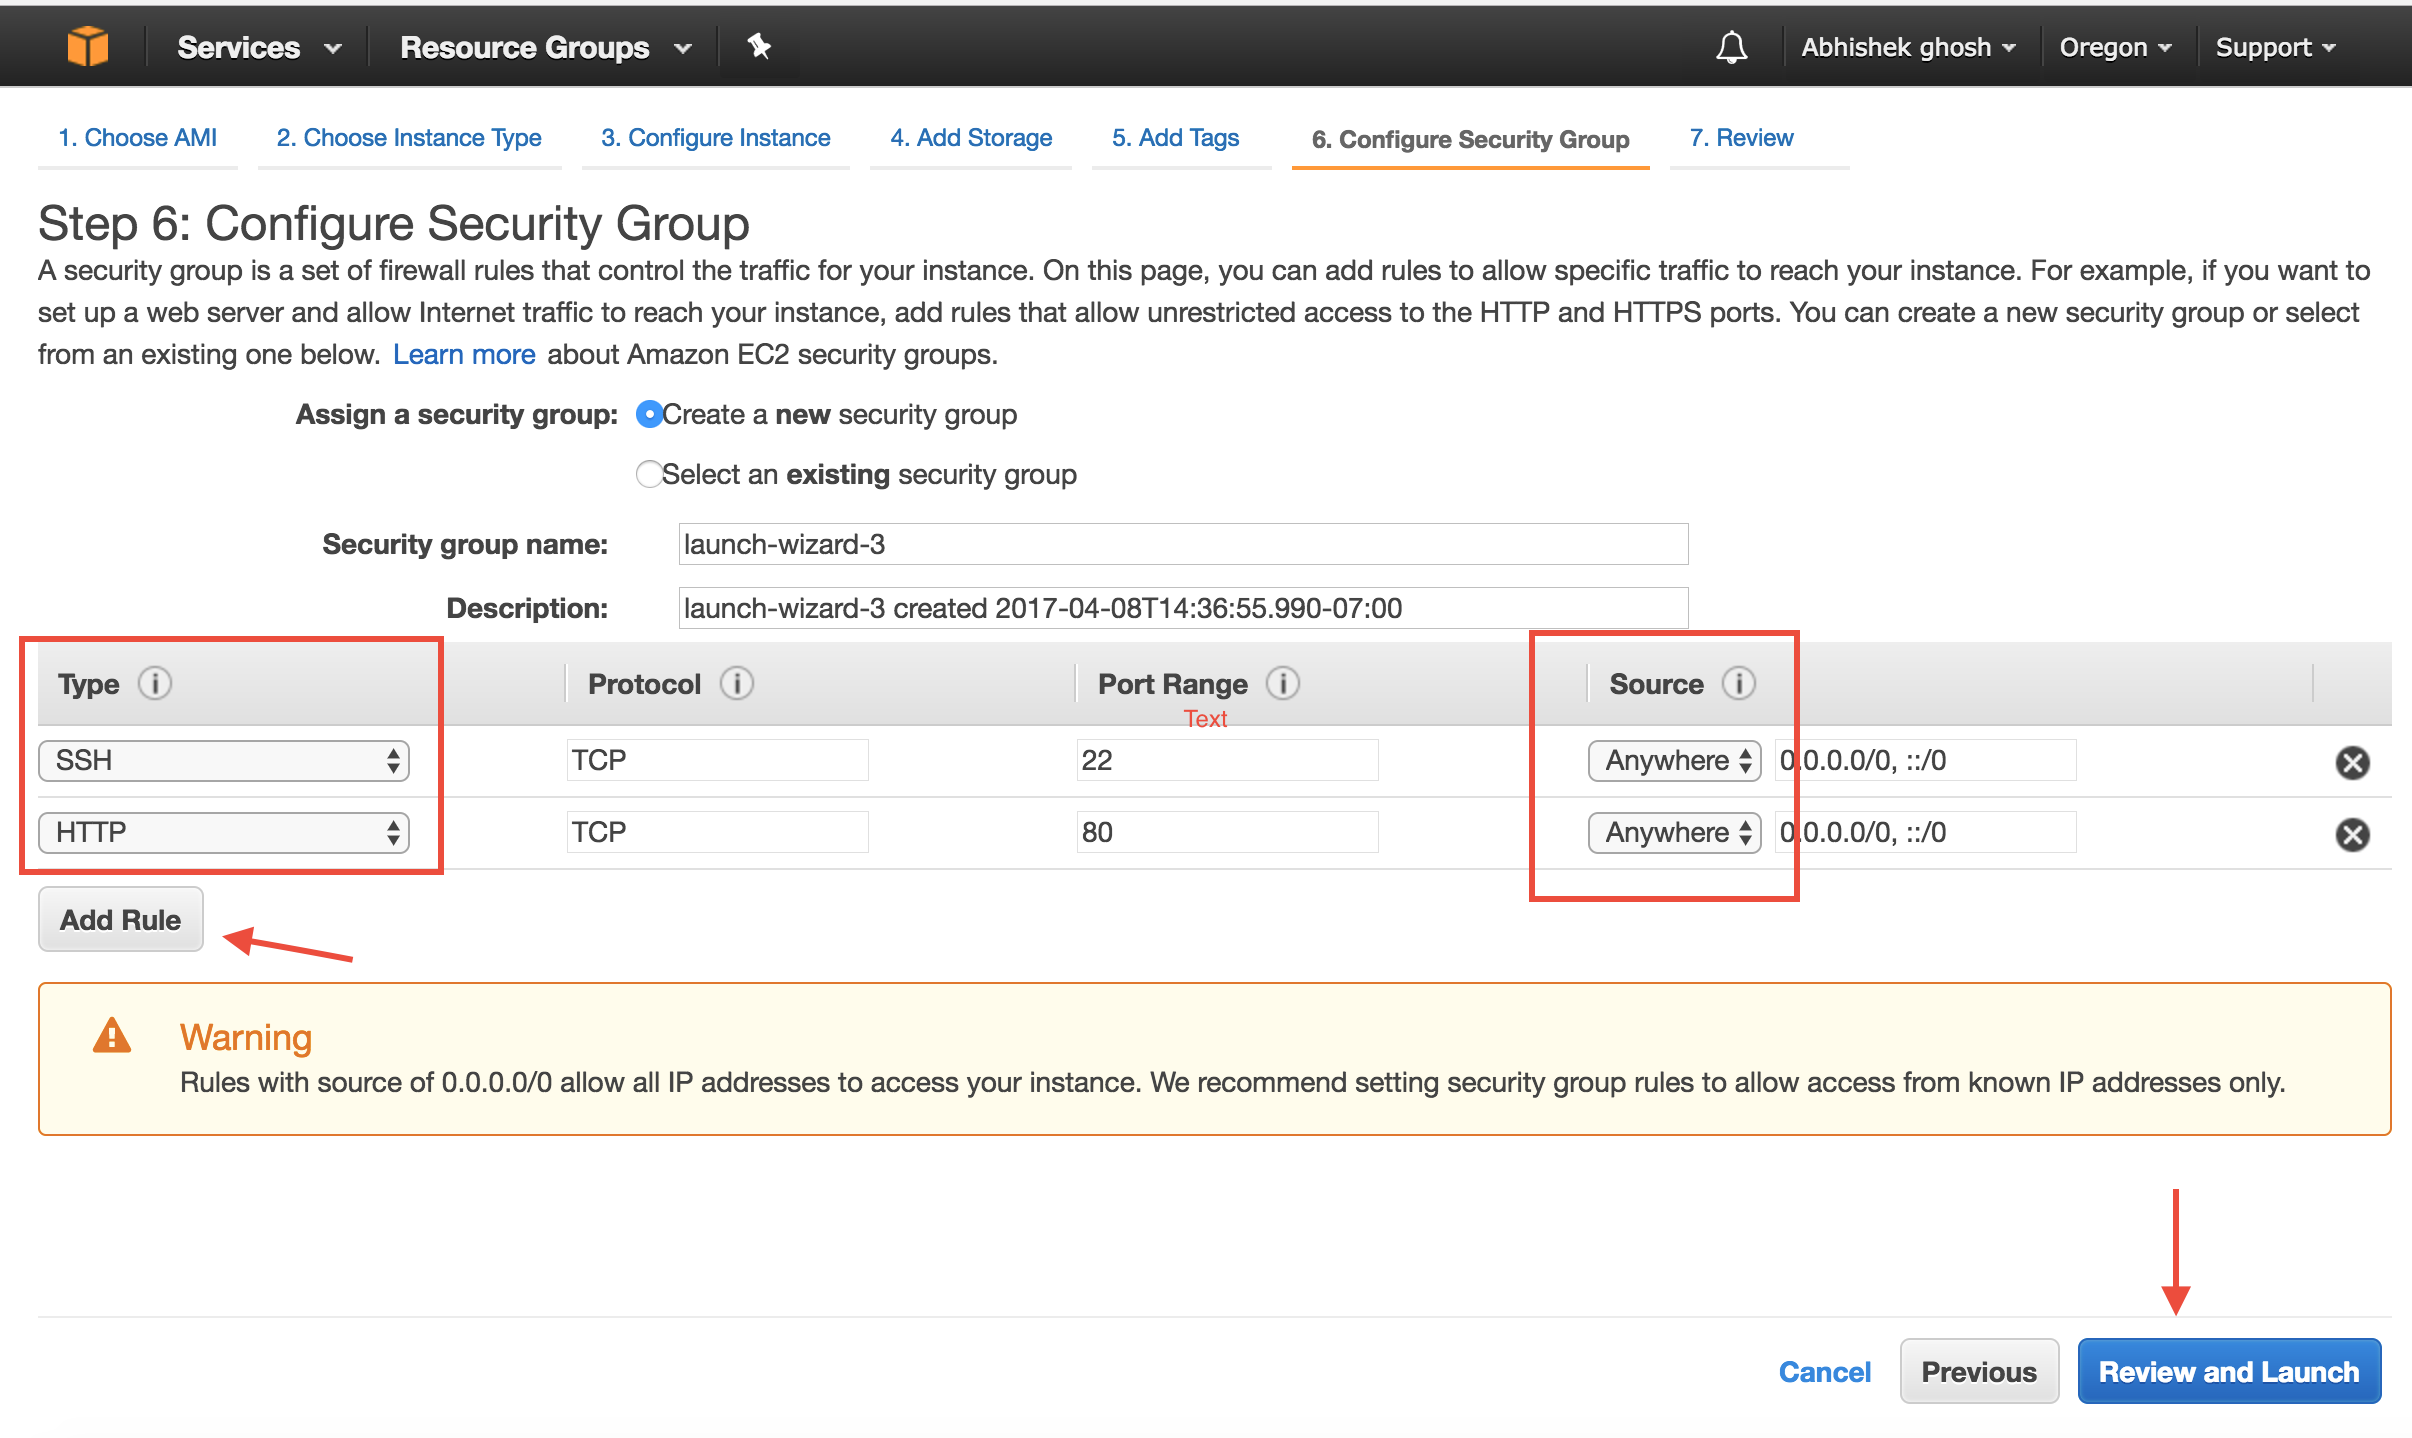 Services
Resource Groups
Abhishek ghosh
Oregon
Support
1. Choose AMI
2. Choose Instance Type
3. Configure Instance
4. Add Storage
5. Add Tags
6. Configure Security Group
7. Review
Step 6: Configure Security Group
A security group is a set of firewall rules that control the traffic for your instance. On this page, you can add rules to allow specific traffic to reach your instance. For example, if you want to
set up a web server and allow Internet traffic to reach your instance, add rules that allow unrestricted access to the HTTP and HTTPS ports. You can create a new security group or select
from an existing one below. Learn more about Amazon EC2 security groups.
Assign a security group: Create a new security group
Select an existing security group
Security group name: launch-wizard-3
Description: launch-wizard-3 created 2017-04-08T14:36:55.990-07:00
Type i Protocol i Port Range i Source i
Text
SSH TCP 22 Anywhere 0.0.0.0/0, ::/0
HTTP TCP 80 Anywhere 0.0.0.0/0, ::/0
Add Rule
Warning
Rules with source of 0.0.0.0/0 allow all IP addresses to access your instance. We recommend setting security group rules to allow access from known IP addresses only.
Cancel
Previous
Review and Launch